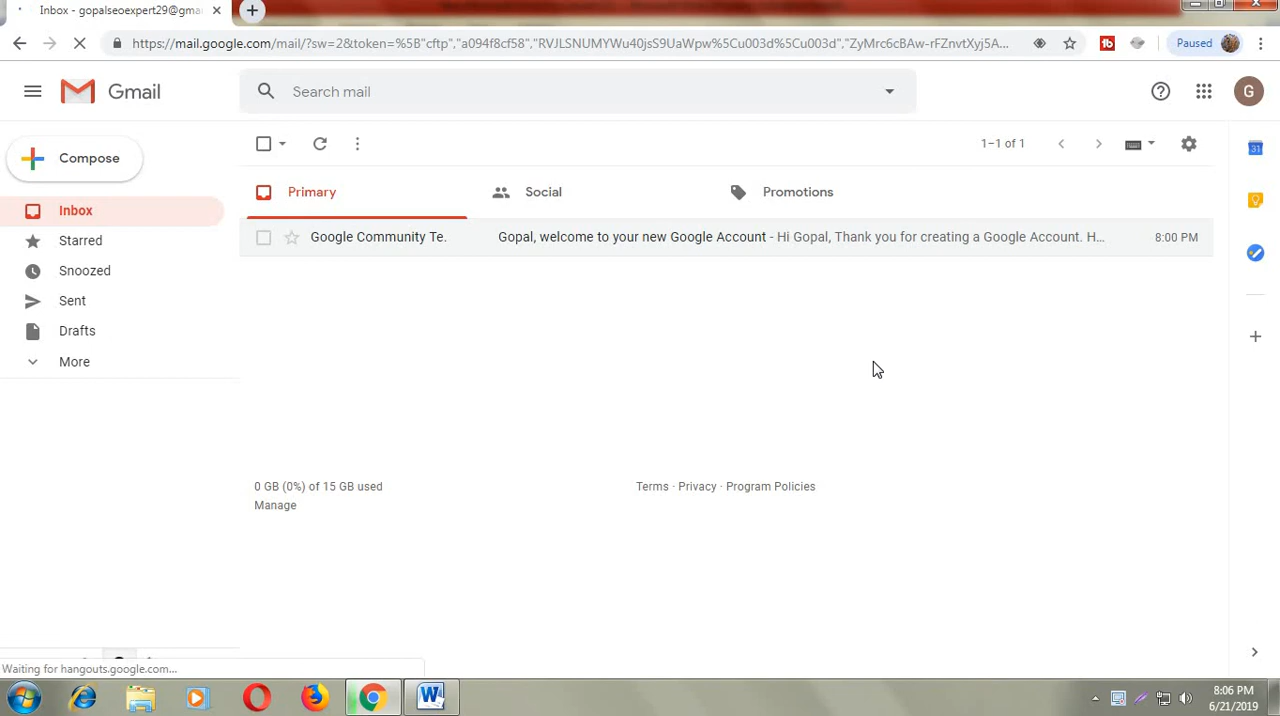 Inbox - gopalseoexpert29@gmai
https://mail.google.com/mail/?sw=2&token=%5B"cftp","a094f8cf58","RVJLSNUMYWu40jsS9UaWpw%5Cu003d%5Cu003d","ZyMrc6cBAw-rFZnvtXyj5A...
Paused
Gmail
Search mail
G
Compose
1–1 of 1
31
Primary
Social
Promotions
Inbox
Google Community Te.
Gopal, welcome to your new Google Account - Hi Gopal, Thank you for creating a Google Account. H...
8:00 PM
Starred
Snoozed
Sent
Drafts
More
0 GB (0%) of 15 GB used
Manage
Terms · Privacy · Program Policies
Waiting for hangouts.google.com...
8:06 PM
6/21/2019